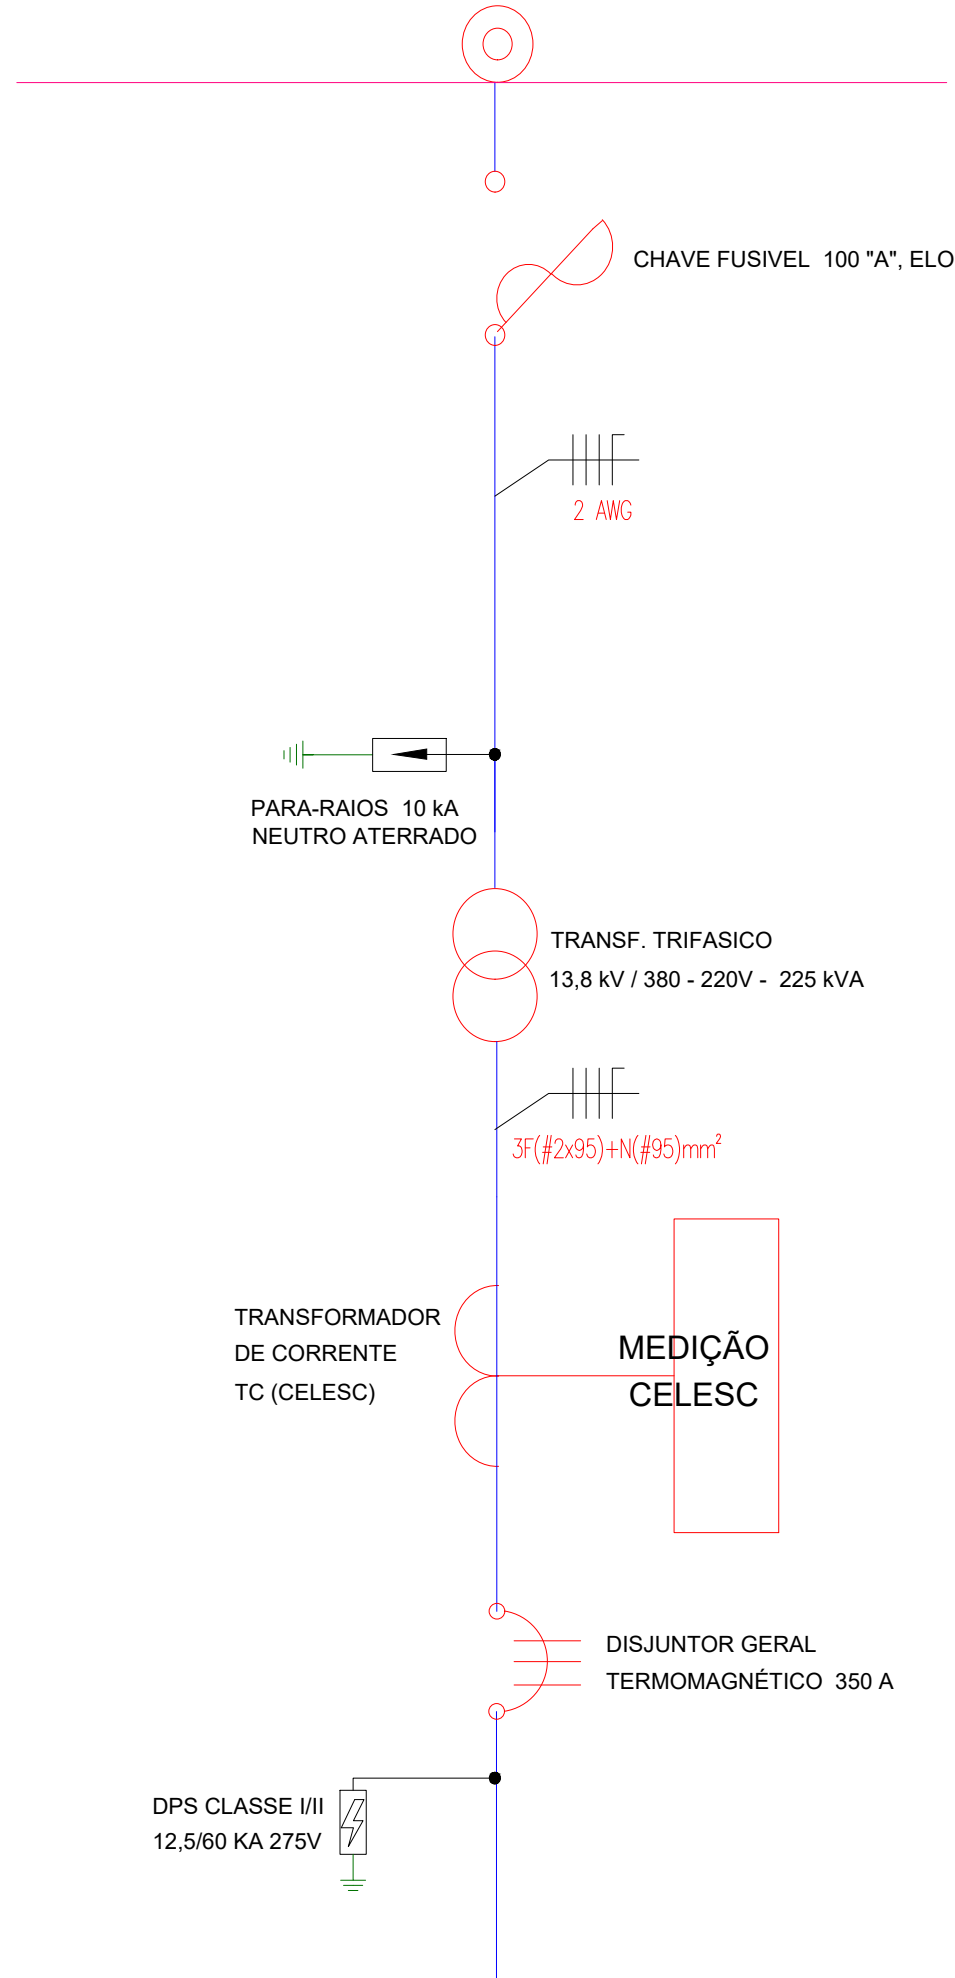 CHAVE FUSIVEL  100 "A", ELO
2 AWG
PARA-RAIOS  10 kA
NEUTRO ATERRADO
TRANSF. TRIFASICO
13,8 kV / 380 - 220V -  225 kVA
3F(#2x95)+N(#95)mm²
TRANSFORMADOR
DE CORRENTE
TC (CELESC)
MEDIÇÃO
CELESC
DISJUNTOR GERAL
TERMOMAGNÉTICO  350 A
DPS CLASSE I/II
12,5/60 KA 275V